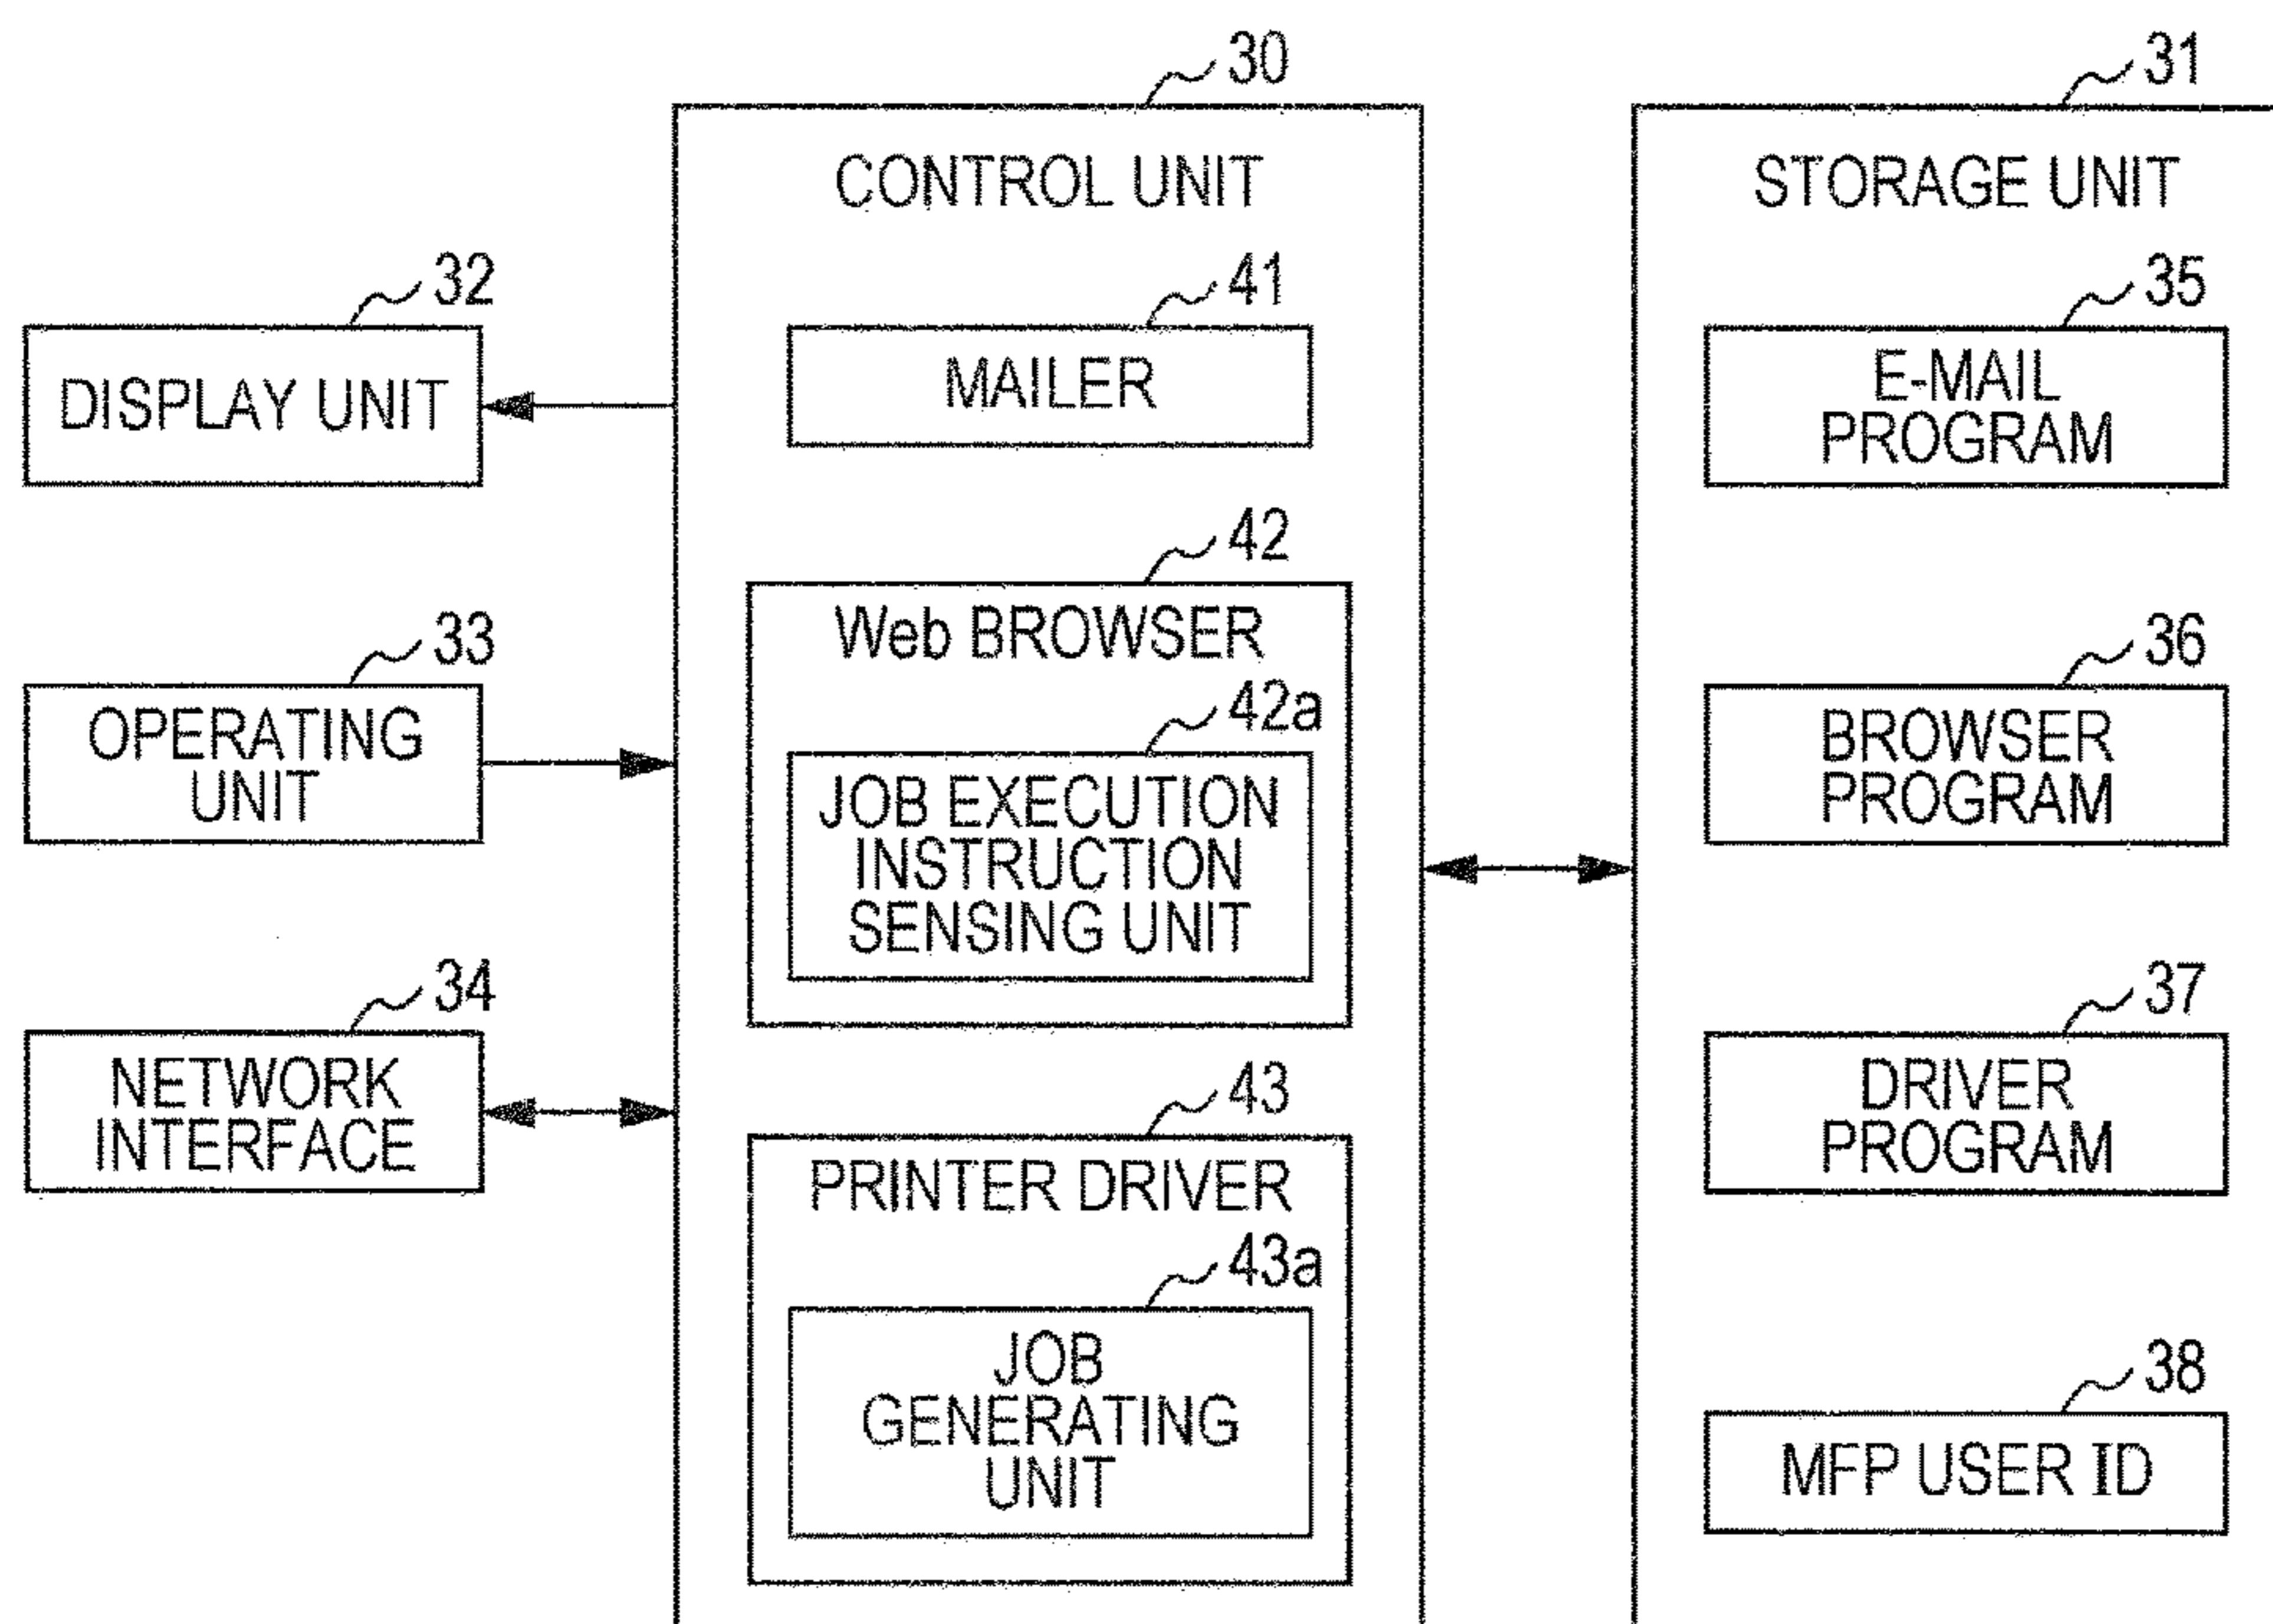 30
CONTROL UNIT
41
MAILER
42
Web BROWSER
42a
JOB EXECUTION
INSTRUCTION
SENSING UNIT
43
PRINTER DRIVER
43a
JOB
GENERATING
UNIT
32
DISPLAY UNIT
33
OPERATING
UNIT
34
NETWORK
INTERFACE
31
STORAGE UNIT
35
E-MAIL
PROGRAM
36
BROWSER
PROGRAM
37
DRIVER
PROGRAM
38
MFP USER ID